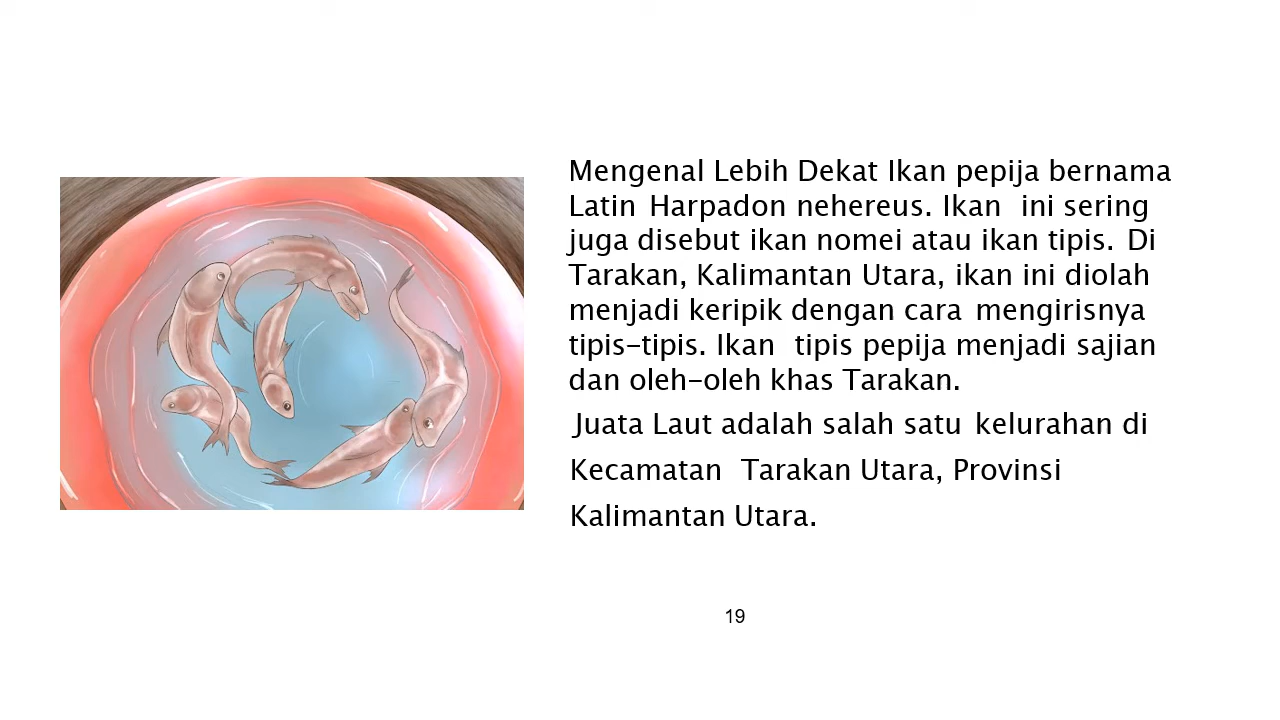 Mengenal Lebih Dekat Ikan pepija bernama
Latin Harpadon nehereus. Ikan ini sering
juga disebut ikan nomei atau ikan tipis. Di
Tarakan, Kalimantan Utara, ikan ini diolah
menjadi keripik dengan cara mengirisnya
tipis-tipis. Ikan tipis pepija menjadi sajian
dan oleh-oleh khas Tarakan.
Juata Laut adalah salah satu kelurahan di
Kecamatan Tarakan Utara, Provinsi
Kalimantan Utara.
19